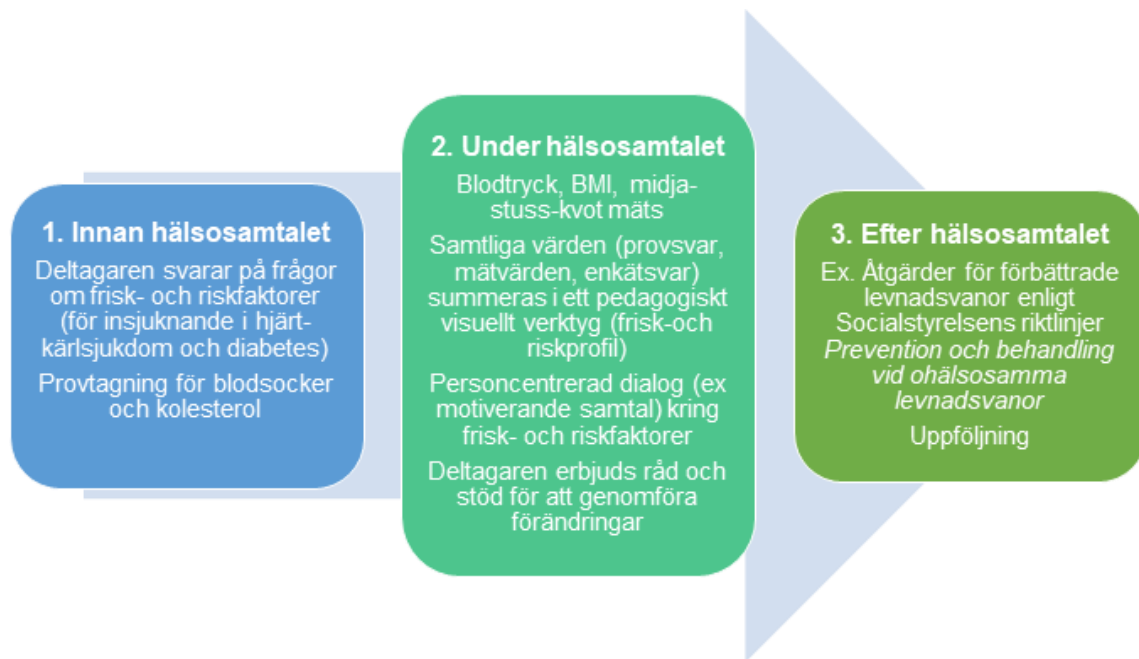 1. Innan hälsosamtalet
Deltagaren svarar på frågor
om frisk- och riskfaktorer
(för insjuknande i hjärt-
kärlsjukdom och diabetes)
Provtagning för blodsocker
och kolesterol
2. Under hälsosamtalet
Blodtryck, BMI, midja-
stuss-kvot mäts
Samtliga värden (provsvar,
mätvärden, enkätsvar)
summeras i ett pedagogiskt
visuellt verktyg (frisk-och
riskprofil)
Personcentrerad dialog (ex
motiverande samtal) kring
frisk- och riskfaktorer
Deltagaren erbjuds råd och
stöd för att genomföra
förändringar
3. Efter hälsosamtalet
Ex. Åtgärder för förbättrade
levnadsvanor enligt
Socialstyrelsens riktlinjer
Prevention och behandling
vid ohälsosamma
levnadsvanor
Uppföljning